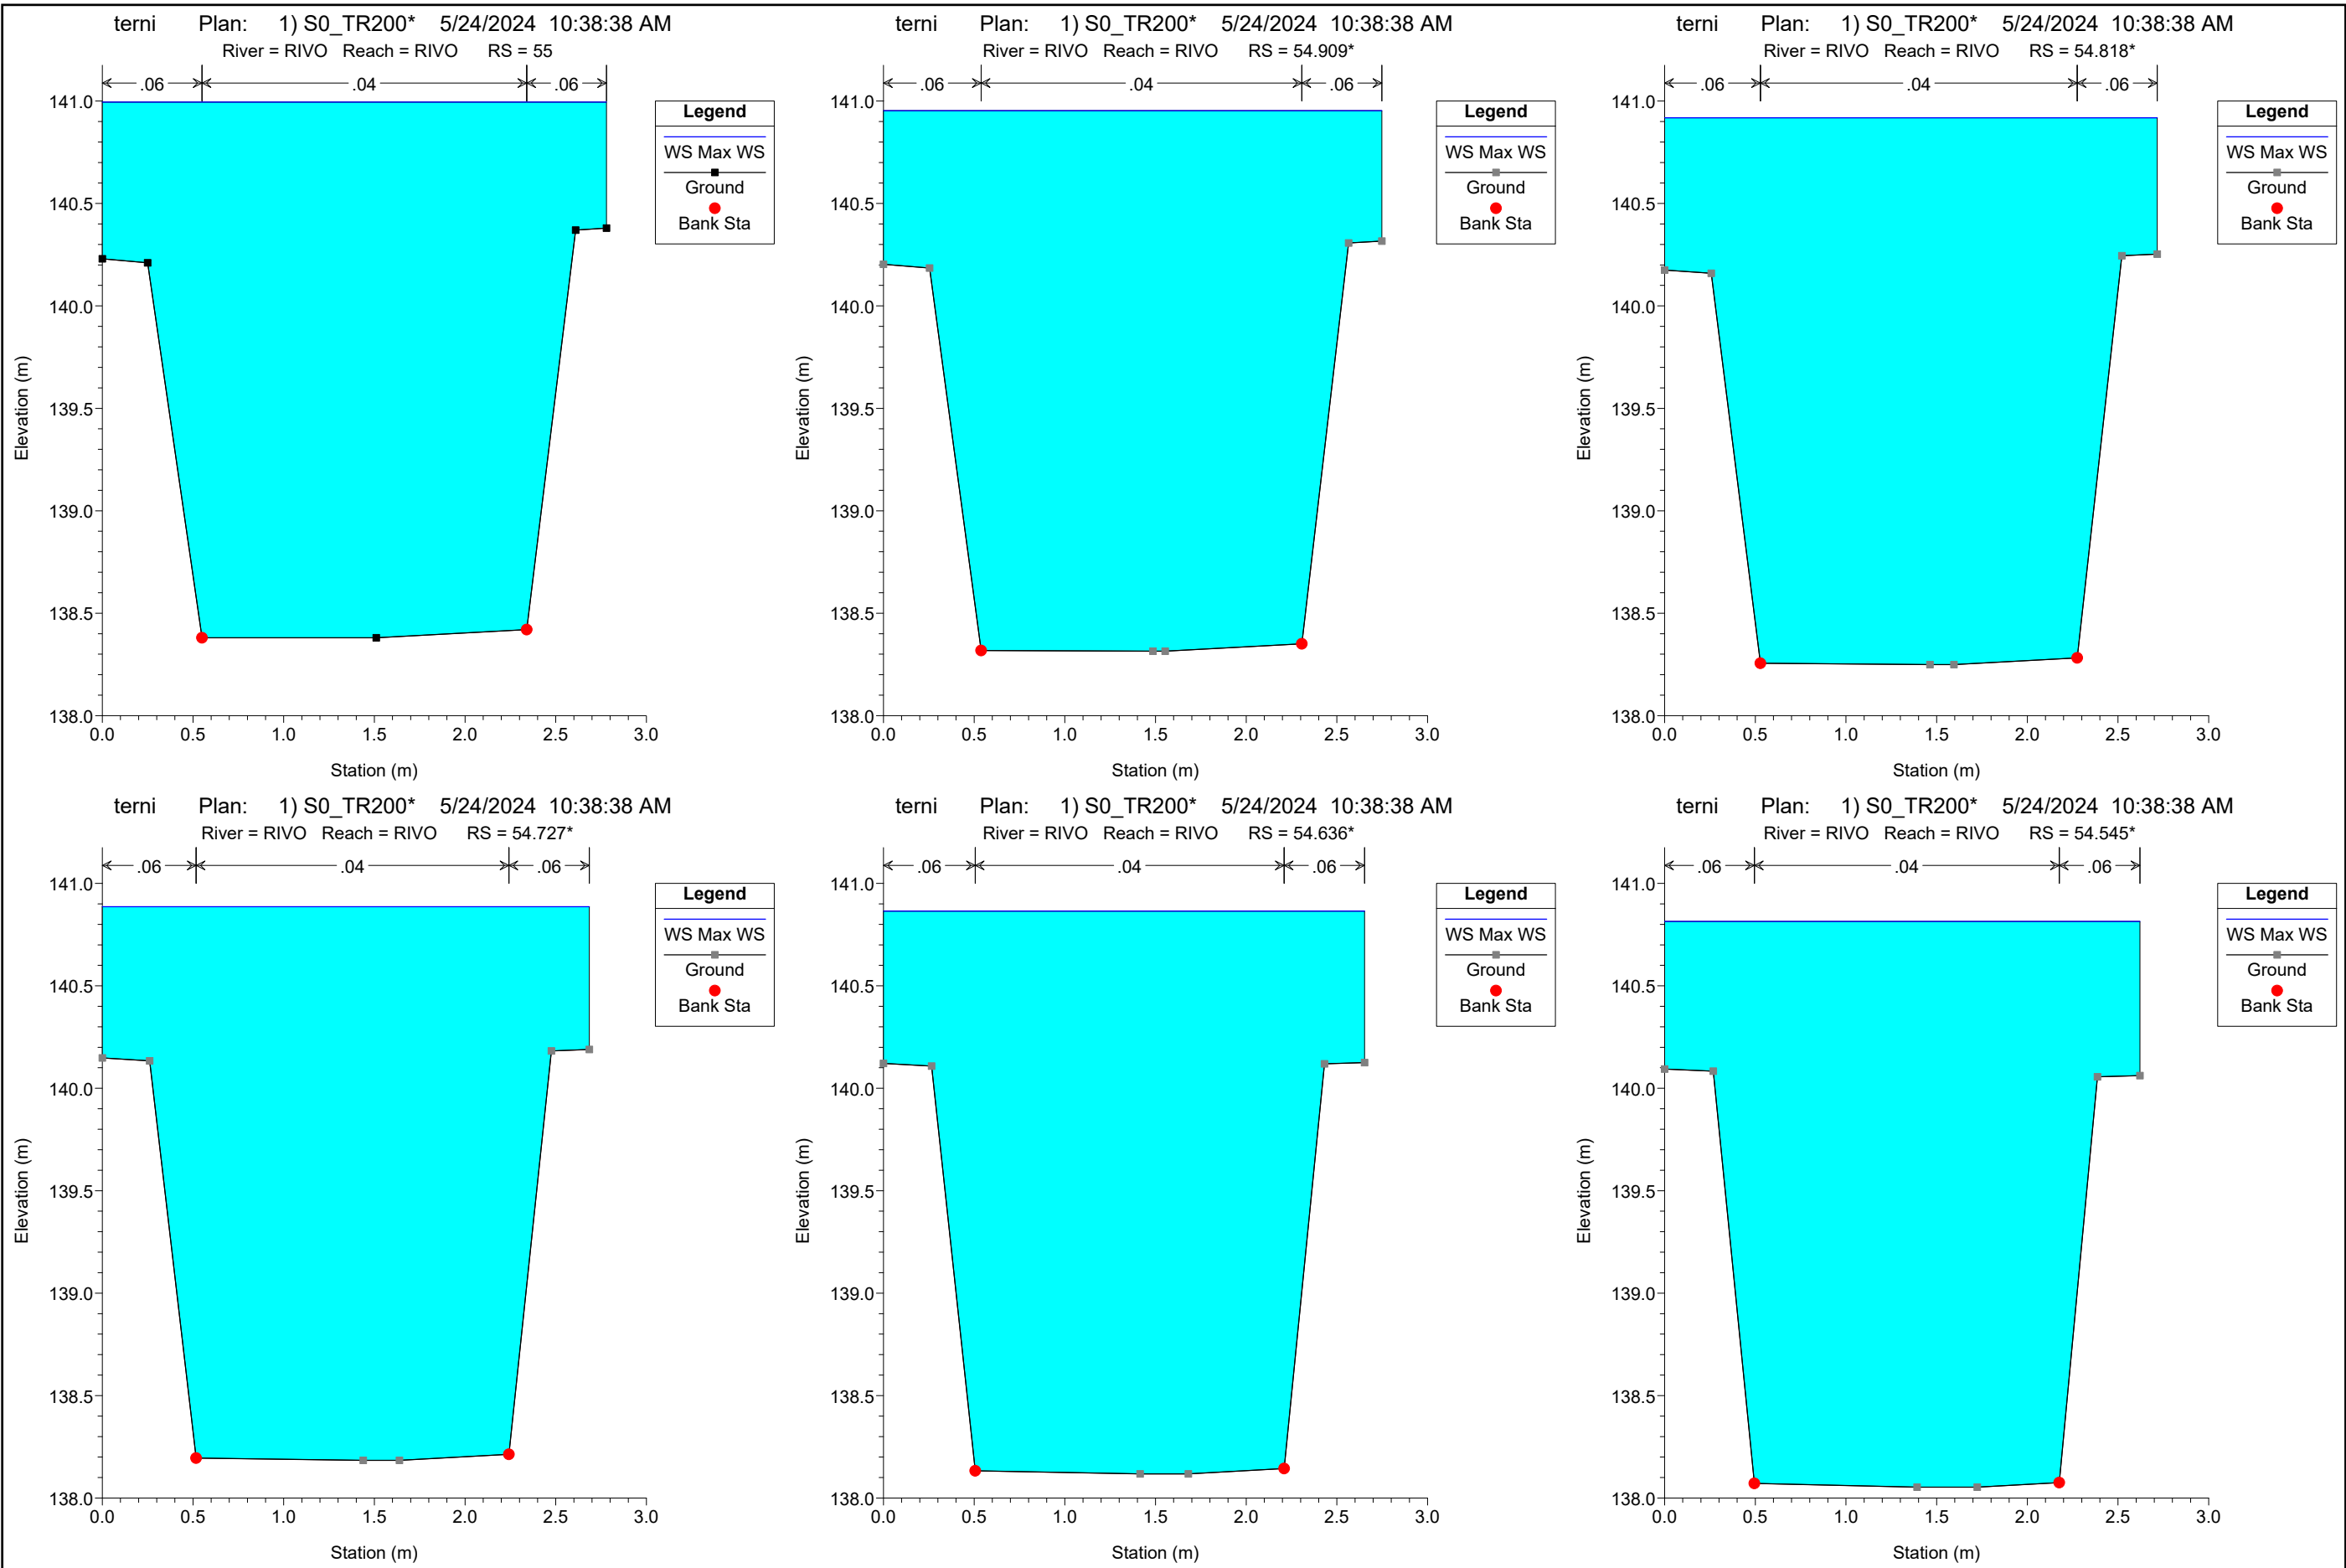 terni Plan: 1) S0_TR200* 5/24/2024 10:38:38 AM
River = RIVO Reach = RIVO RS = 55
.06 .04 .06
Legend
WS Max WS
Ground
Bank Sta
141.0
140.5
140.0
139.5
139.0
138.5
138.0
Elevation (m)
0.0 0.5 1.0 1.5 2.0 2.5 3.0
Station (m)
terni Plan: 1) S0_TR200* 5/24/2024 10:38:38 AM
River = RIVO Reach = RIVO RS = 54.909*
.06 .04 .06
Legend
WS Max WS
Ground
Bank Sta
141.0
140.5
140.0
139.5
139.0
138.5
138.0
Elevation (m)
0.0 0.5 1.0 1.5 2.0 2.5 3.0
Station (m)
terni Plan: 1) S0_TR200* 5/24/2024 10:38:38 AM
River = RIVO Reach = RIVO RS = 54.818*
.06 .04 .06
Legend
WS Max WS
Ground
Bank Sta
141.0
140.5
140.0
139.5
139.0
138.5
138.0
Elevation (m)
0.0 0.5 1.0 1.5 2.0 2.5 3.0
Station (m)
terni Plan: 1) S0_TR200* 5/24/2024 10:38:38 AM
River = RIVO Reach = RIVO RS = 54.727*
.06 .04 .06
Legend
WS Max WS
Ground
Bank Sta
141.0
140.5
140.0
139.5
139.0
138.5
138.0
Elevation (m)
0.0 0.5 1.0 1.5 2.0 2.5 3.0
Station (m)
terni Plan: 1) S0_TR200* 5/24/2024 10:38:38 AM
River = RIVO Reach = RIVO RS = 54.636*
.06 .04 .06
Legend
WS Max WS
Ground
Bank Sta
141.0
140.5
140.0
139.5
139.0
138.5
138.0
Elevation (m)
0.0 0.5 1.0 1.5 2.0 2.5 3.0
Station (m)
terni Plan: 1) S0_TR200* 5/24/2024 10:38:38 AM
River = RIVO Reach = RIVO RS = 54.545*
.06 .04 .06
Legend
WS Max WS
Ground
Bank Sta
141.0
140.5
140.0
139.5
139.0
138.5
138.0
Elevation (m)
0.0 0.5 1.0 1.5 2.0 2.5 3.0
Station (m)